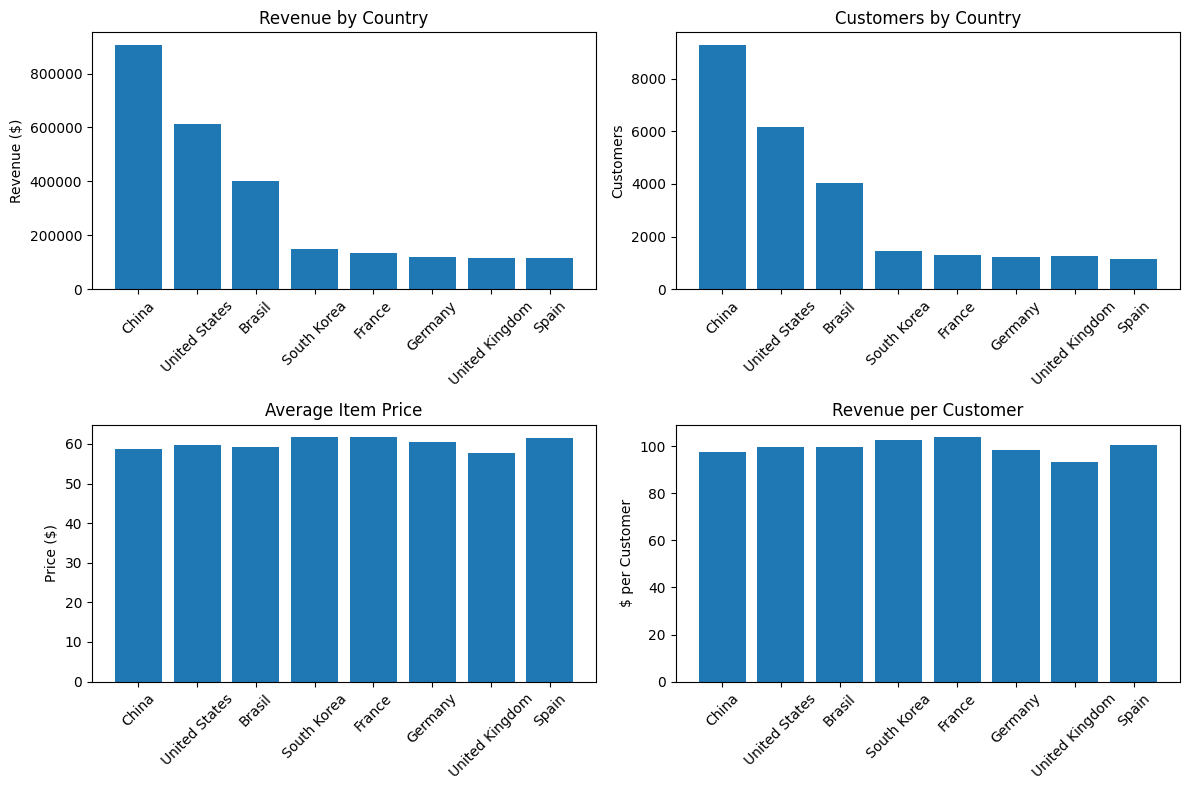 Revenue by Country
Revenue ($)
800000
600000
400000
200000
0
China
United States
Brasil
South Korea
France
Germany
United Kingdom
Spain
Customers by Country
Customers
8000
6000
4000
2000
0
China
United States
Brasil
South Korea
France
Germany
United Kingdom
Spain
Average Item Price
Price ($)
60
50
40
30
20
10
0
China
United States
Brasil
South Korea
France
Germany
United Kingdom
Spain
Revenue per Customer
$ per Customer
100
80
60
40
20
0
China
United States
Brasil
South Korea
France
Germany
United Kingdom
Spain